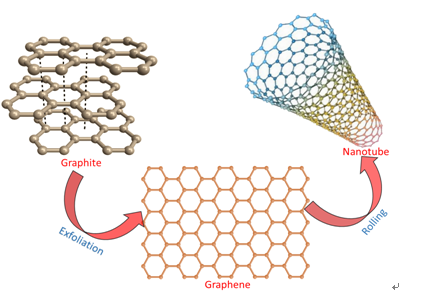 Graphite
Nanotube
Exfoliation
Rolling
Graphene